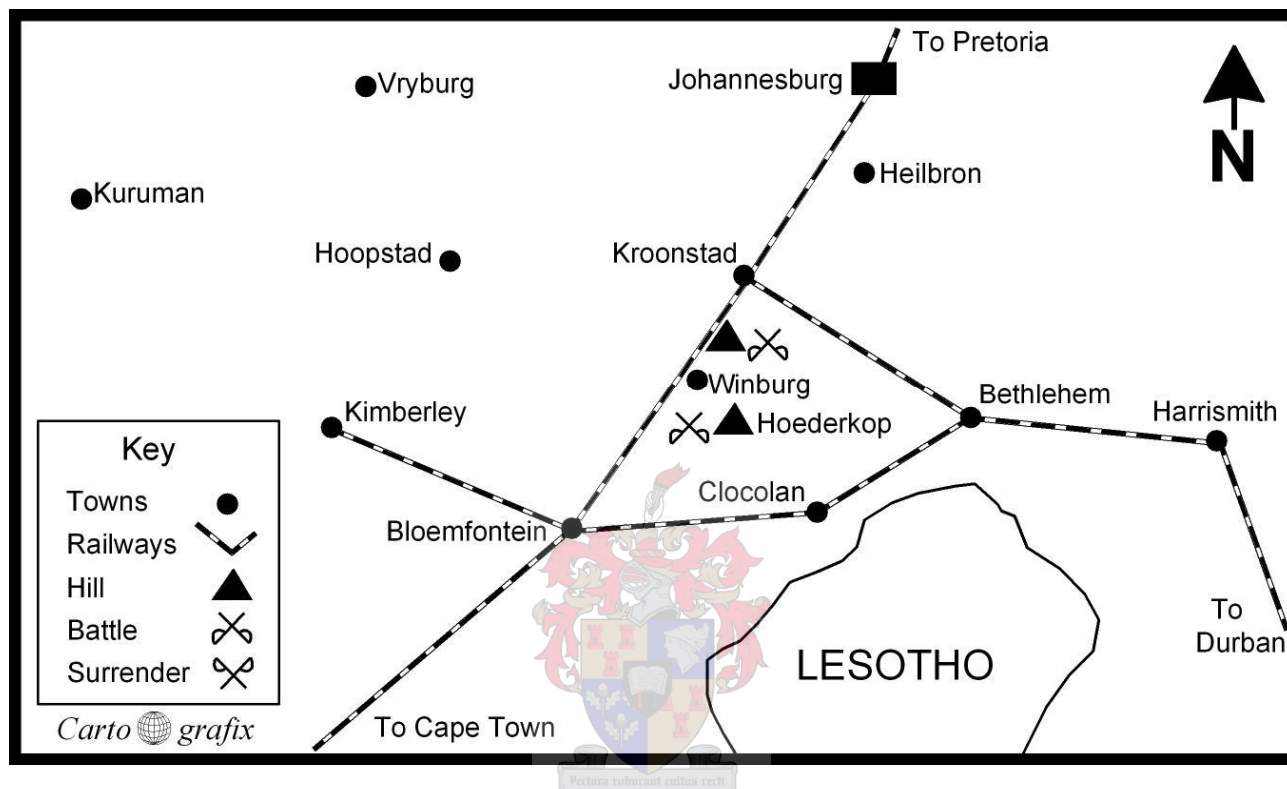 To Pretoria
Johannesburg
Vryburg
N
Heilbron
Kuruman
Hoopstad
Kroonstad
Winburg
Bethlehem
Kimberley
Harrismith
Hoederkop
Key
Towns
Railways
Hill
Battle
Surrender
Clocolan
Bloemfontein
To
Durban
LESOTHO
Carto grafix
To Cape Town
Pectora roborant cultus recti